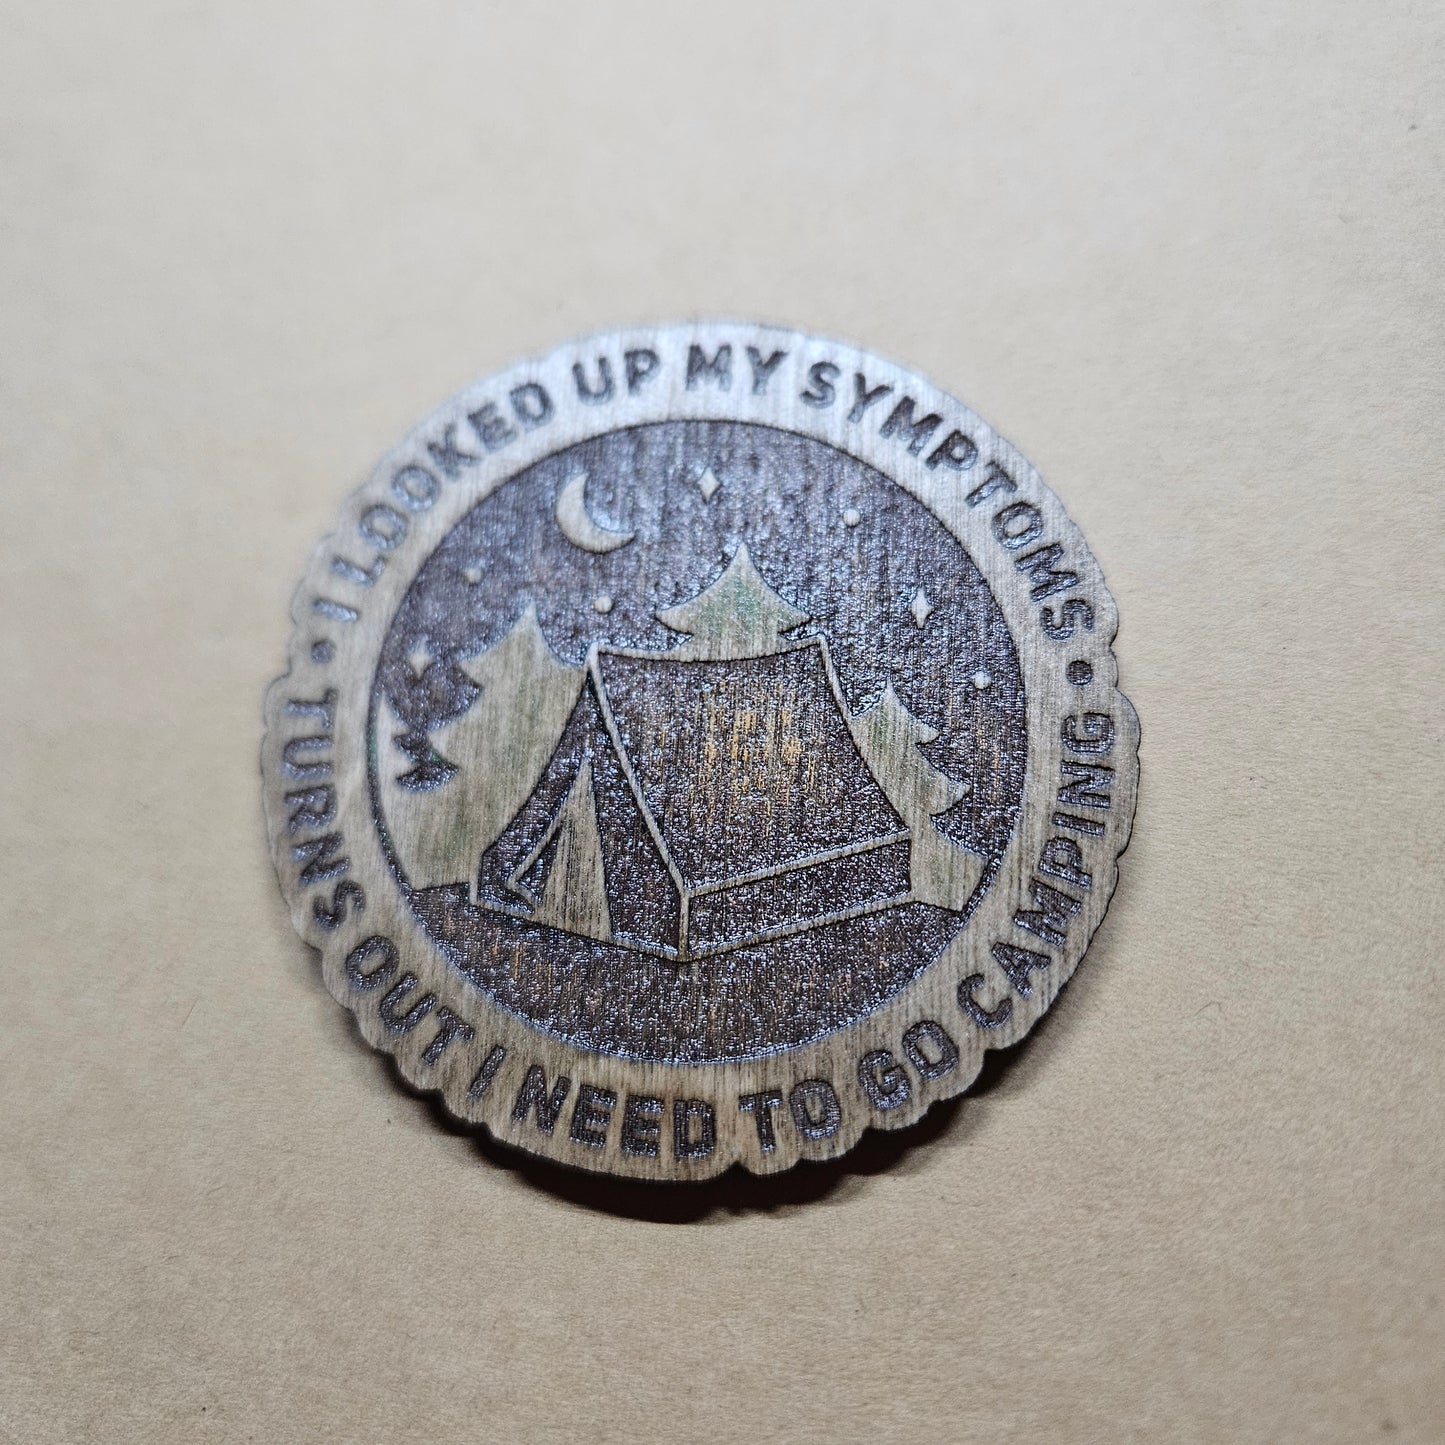 • I LOOKED UP MY SYMPTOMS •
TURNS OUT I NEED TO GO CAMPING